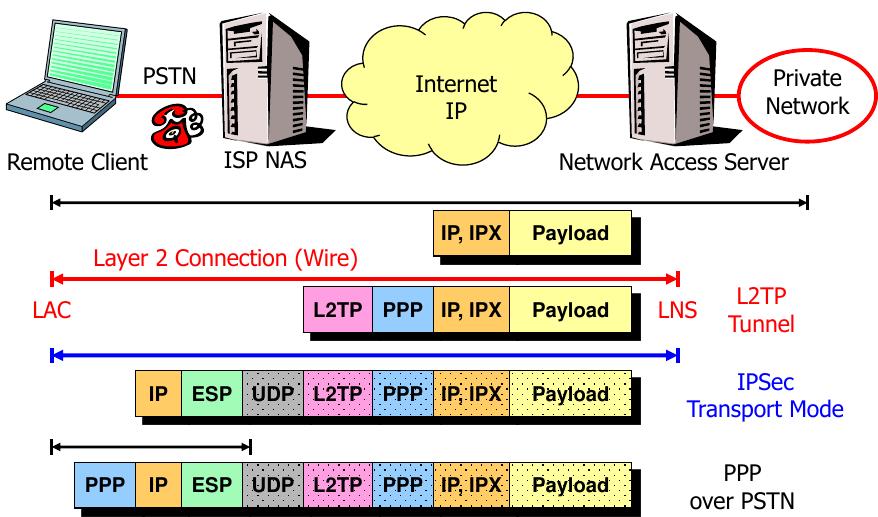 PSTN
Internet
IP
Private
Network
Remote Client
ISP NAS
Network Access Server
IP, IPX Payload
Layer 2 Connection (Wire)
LAC
L2TP PPP IP, IPX Payload
LNS
L2TP
Tunnel
IP ESP UDP L2TP PPP IP, IPX Payload
IPSec
Transport Mode
PPP IP ESP UDP L2TP PPP IP, IPX Payload
PPP
over PSTN